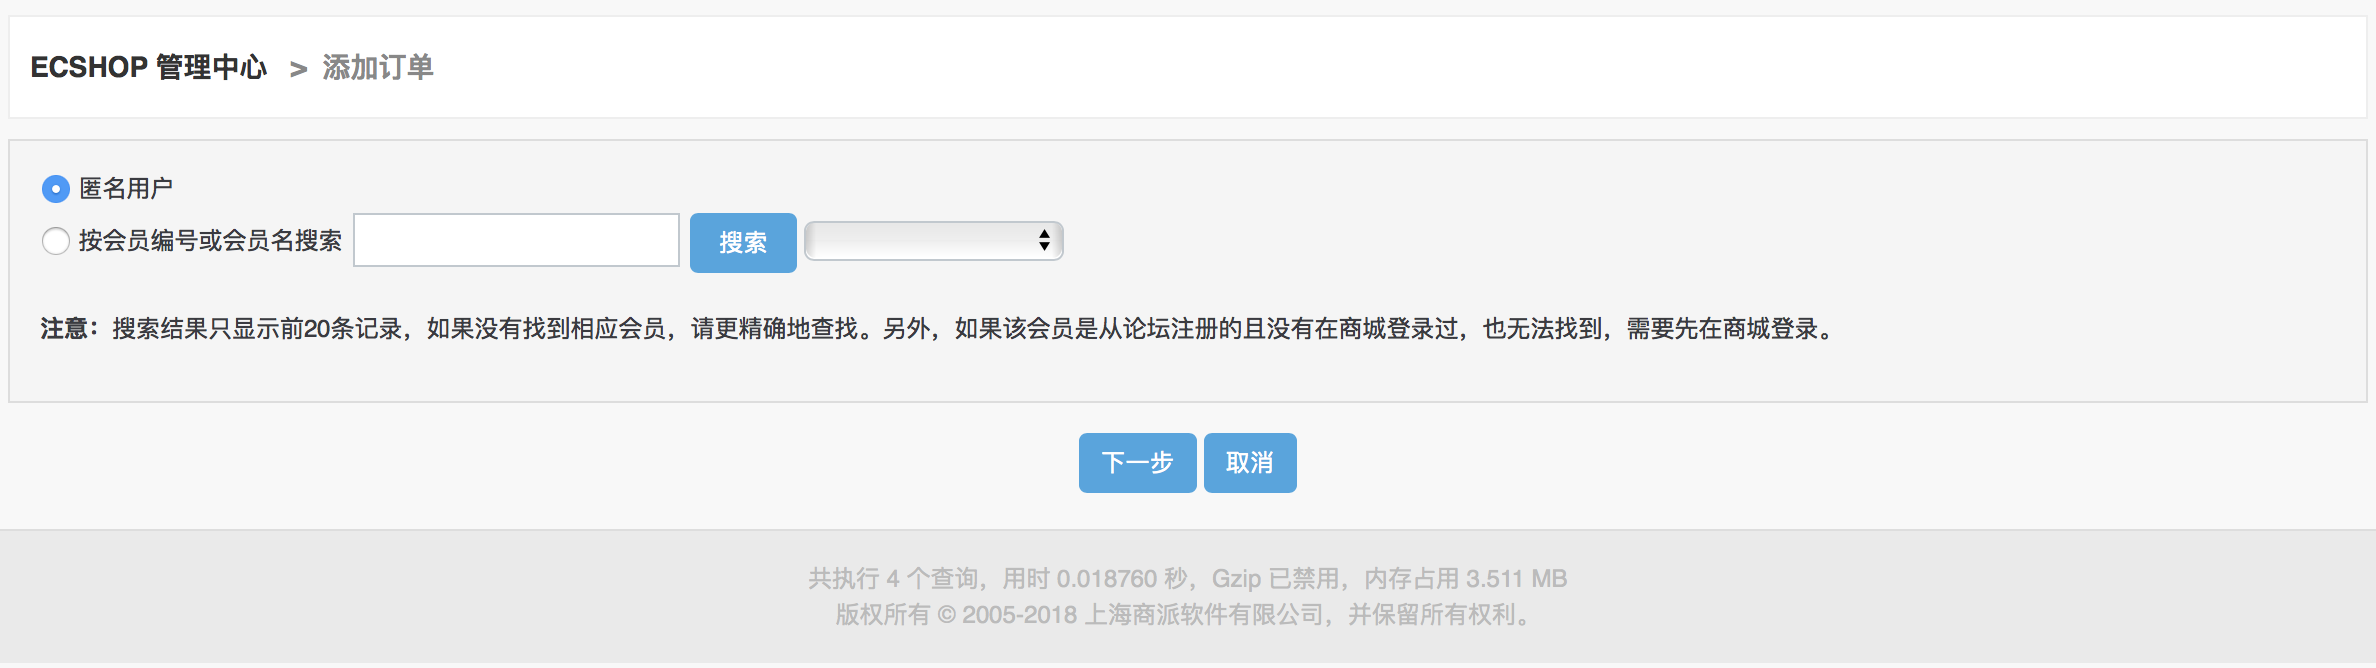 ECSHOP 管理中心 > 添加订单
匿名用户
按会员编号或会员名搜索 搜索
注意：搜索结果只显示前20条记录，如果没有找到相应会员，请更精确地查找。另外，如果该会员是从论坛注册的且没有在商城登录过，也无法找到，需要先在商城登录。
下一步 取消
共执行 4 个查询，用时 0.018760 秒，Gzip 已禁用，内存占用 3.511 MB
版权所有 © 2005-2018 上海商派软件有限公司，并保留所有权利。